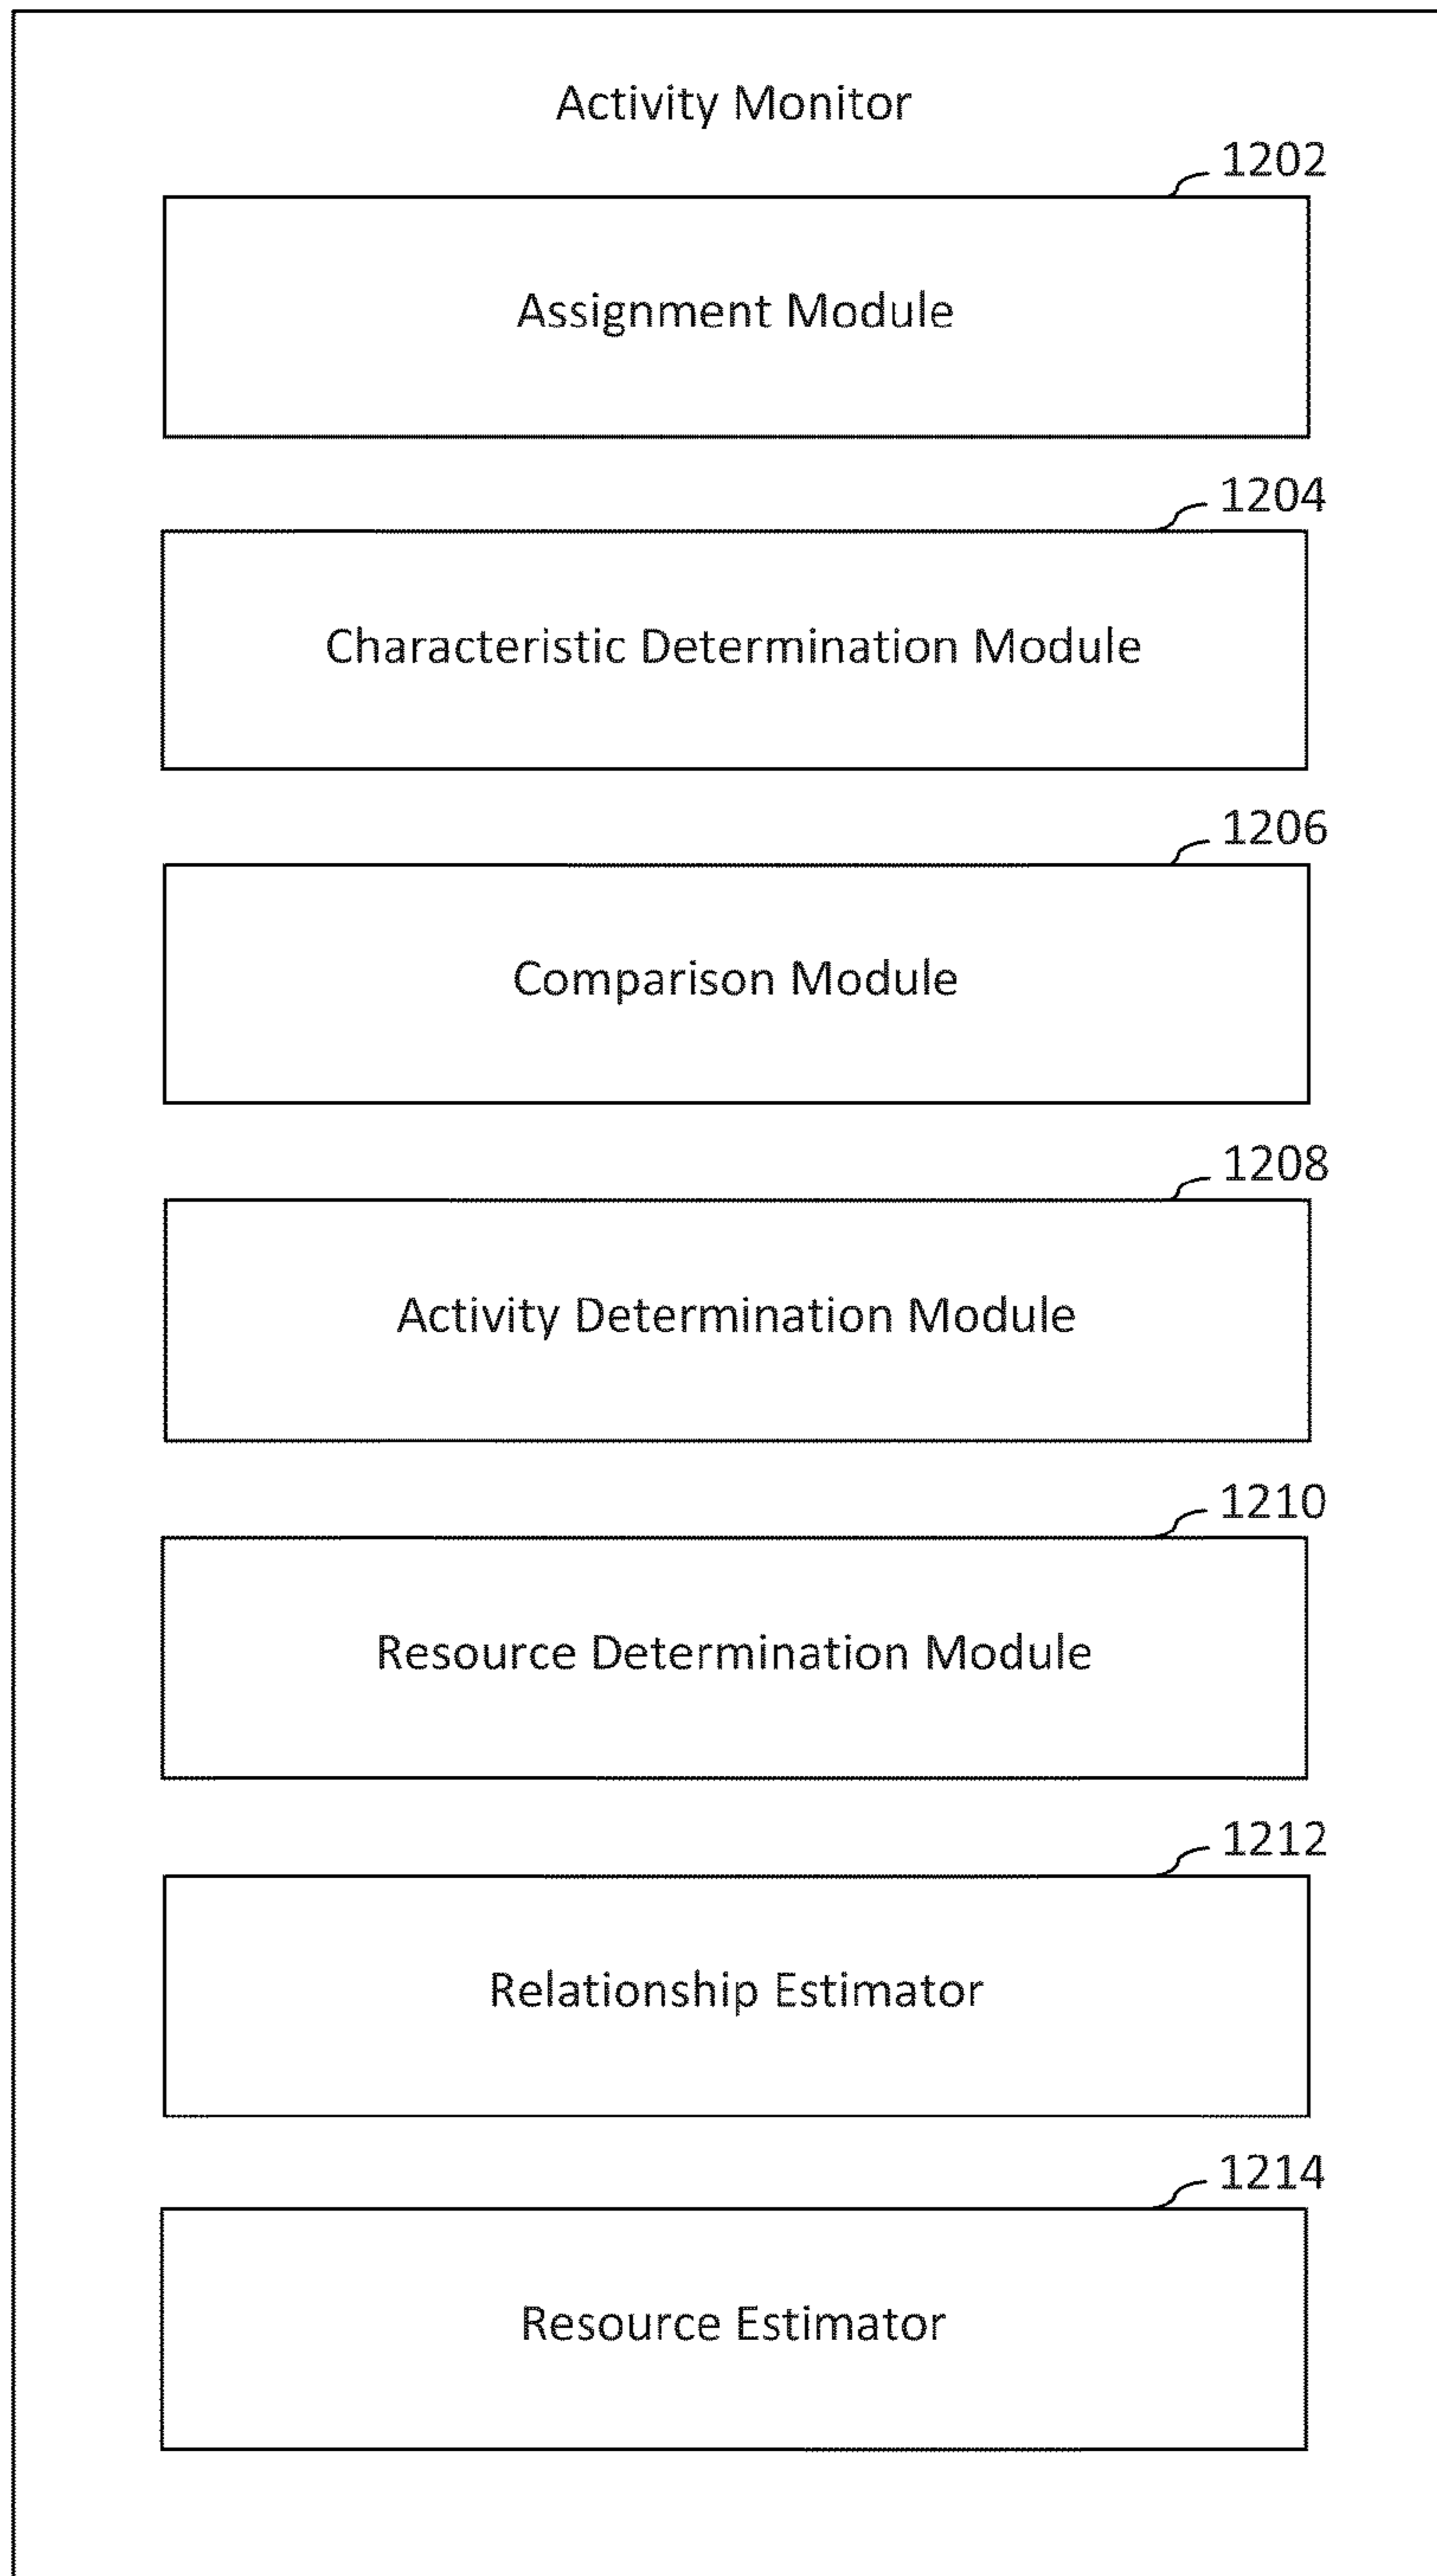 Activity Monitor
1202
Assignment Module
1204
Characteristic Determination Module
1206
Comparison Module
1208
Activity Determination Module
1210
Resource Determination Module
1212
Relationship Estimator
1214
Resource Estimator